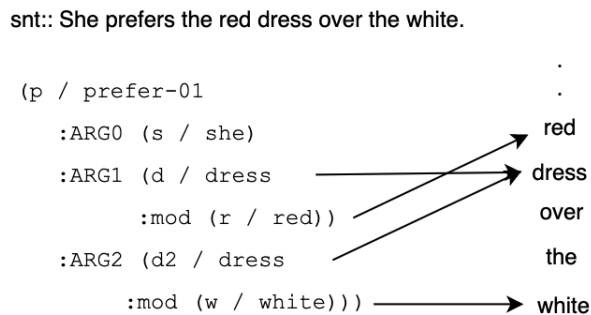 snt:: She prefers the red dress over the white.
.
(p / prefer-01 .
:ARG0 (s / she) red
:ARG1 (d / dress dress
:mod (r / red)) over
:ARG2 (d2 / dress the
:mod (w / white))) white